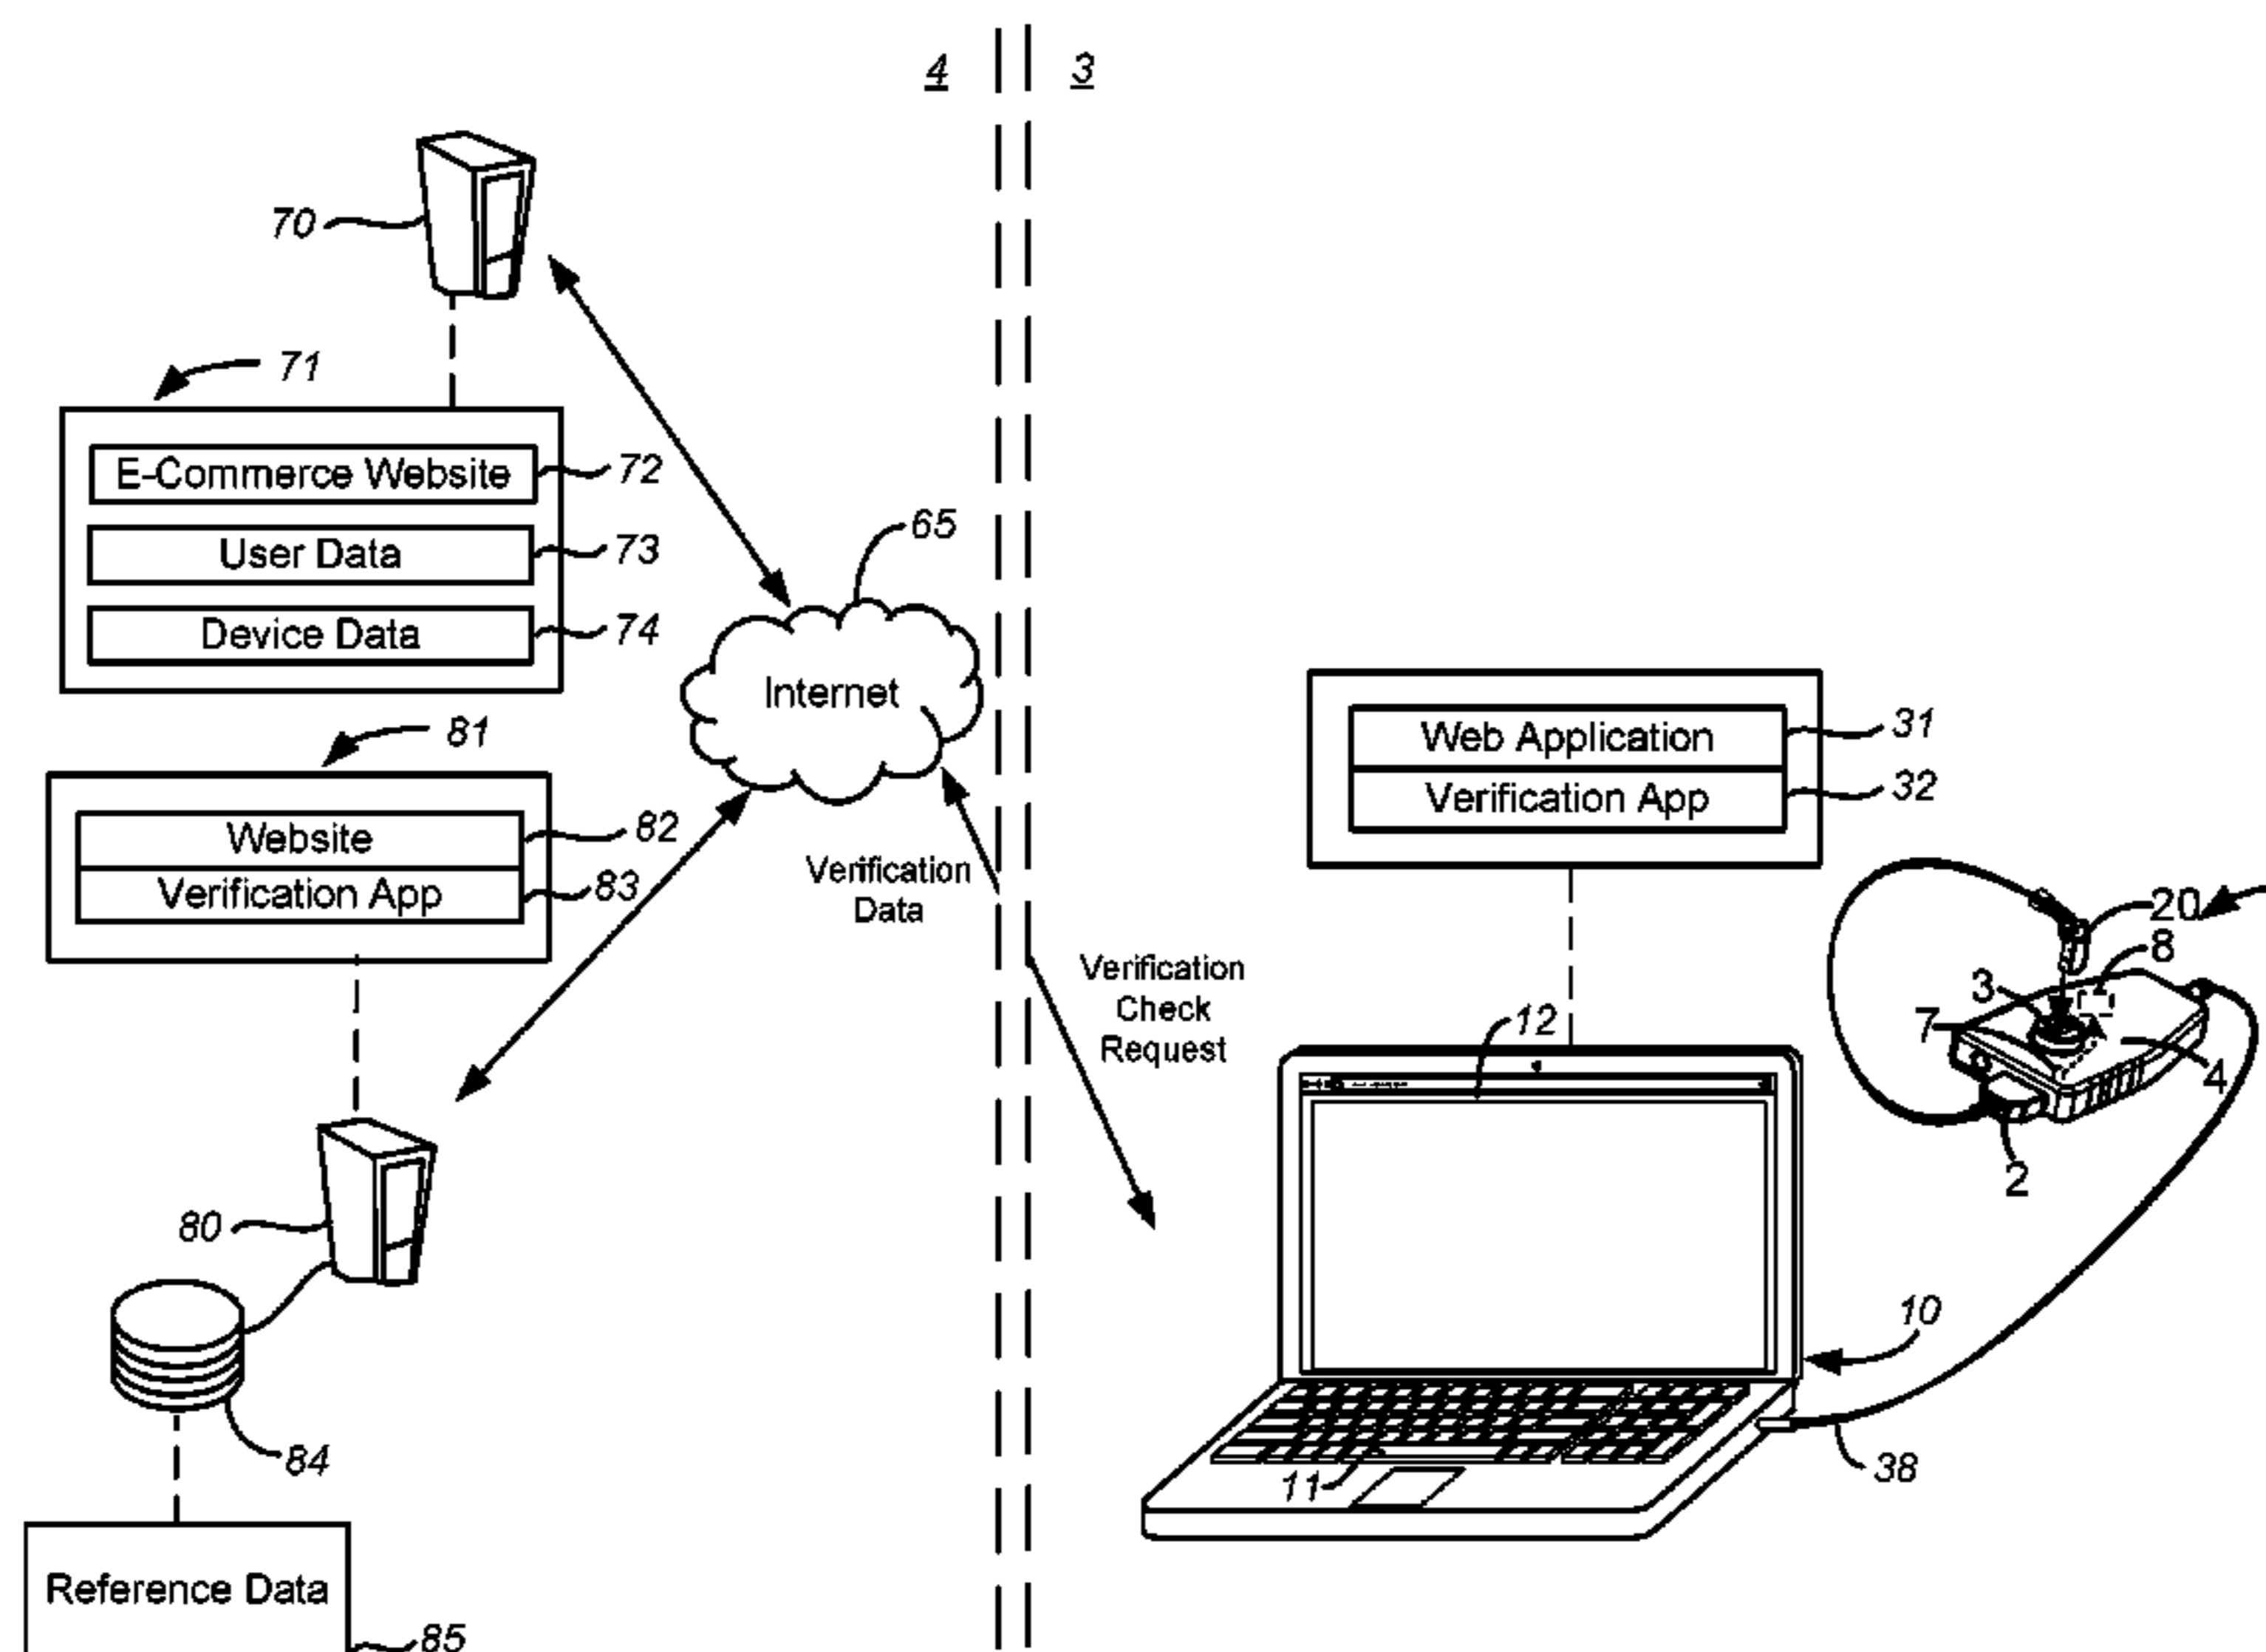 4
3
70
71
E-Commerce Website
72
User Data
73
Device Data
74
65
Internet
81
Website
82
Verification App
83
Verification
Data
Verification
Check
Request
80
84
Reference Data
85
Web Application
31
Verification App
32
20
8
3
7
4
2
12
10
11
38